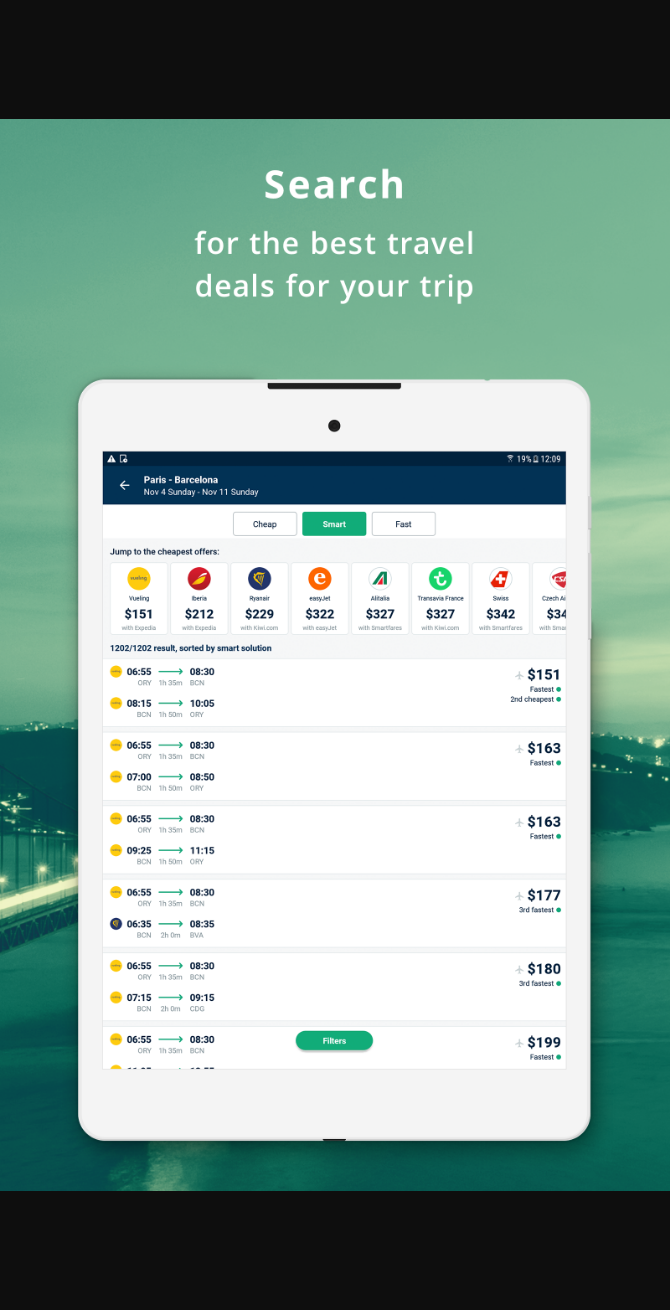 Search
for the best travel
deals for your trip
19% 12:09
Paris - Barcelona
Nov 4 Sunday - Nov 11 Sunday
Cheap Smart Fast
Jump to the cheapest offers:
vueling
Vueling Iberia Ryanair easyJet Alitalia Transavia France Swiss Czech Ai
$151 $212 $229 $322 $327 $327 $342 $34
with Expedia with Expedia with Kiwi.com with easyJet with Smartfares with Kiwi.com with Smartfares with Sma
1202/1202 result, sorted by smart solution
06:55 08:30 $151
ORY 1h 35m BCN Fastest
2nd cheapest
08:15 10:05
BCN 1h 50m ORY
06:55 08:30 $163
ORY 1h 35m BCN Fastest
07:00 08:50
BCN 1h 50m ORY
06:55 08:30 $163
ORY 1h 35m BCN Fastest
09:25 11:15
BCN 1h 50m ORY
06:55 08:30 $177
ORY 1h 35m BCN 3rd fastest
06:35 08:35
BCN 2h 0m BVA
06:55 08:30 $180
ORY 1h 35m BCN 3rd fastest
07:15 09:15
BCN 2h 0m CDG
06:55 08:30 Filters $199
ORY 1h 35m BCN Fastest